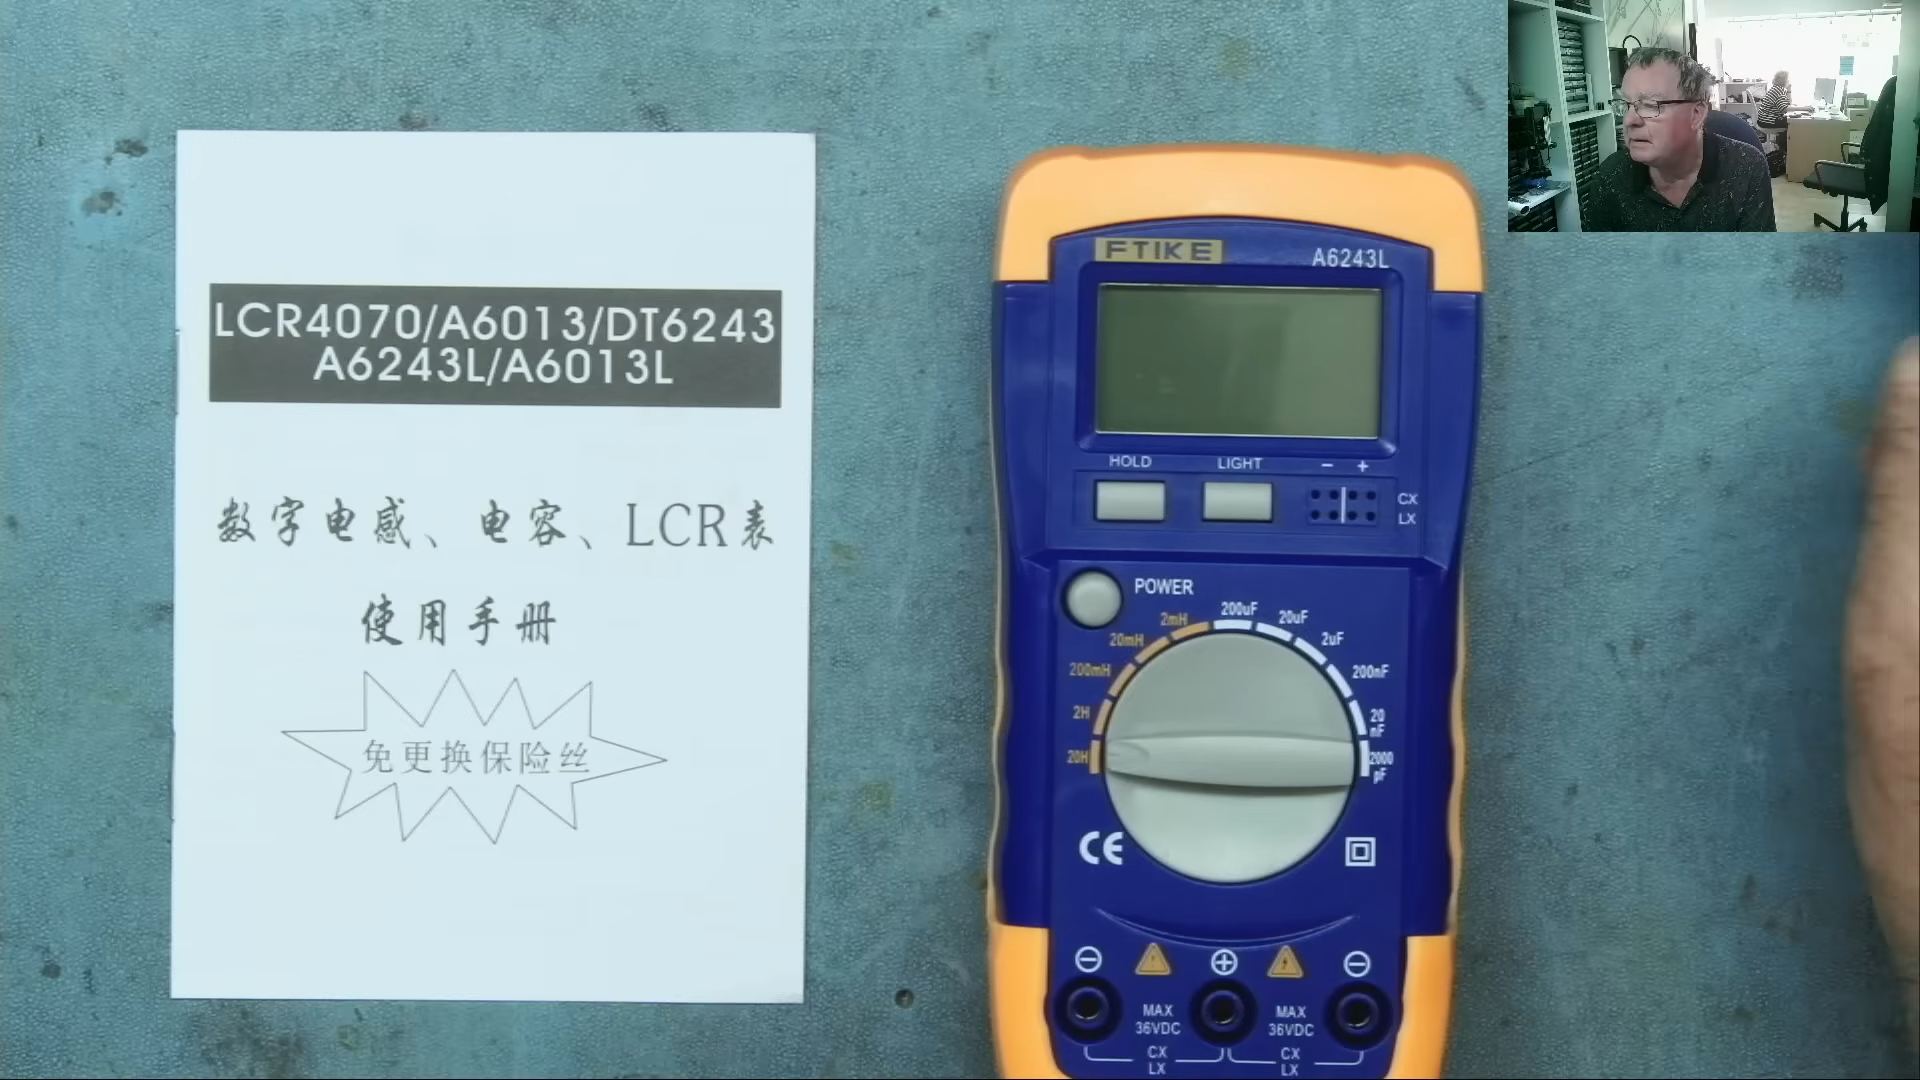 LCR4070/A6013/DT6243
A6243L/A6013L
数字电感、电容、LCR表
使用手册
免更换保险丝
FTIKE
A6243L
HOLD
LIGHT
− +
CX
LX
POWER
2mH
200uF
20uF
20mH
2uF
200mH
200nF
2H
20
nF
20H
2000
pF
CE
MAX
36VDC
MAX
36VDC
CX
LX
CX
LX